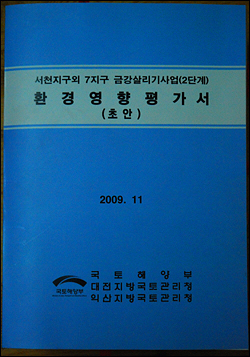 서천지구외 7지구 금강살리기사업(2단계)
환경영향평가서
(초안)
2009. 11
국토해양부
국토해양부
대전지방국토관리청
익산지방국토관리청